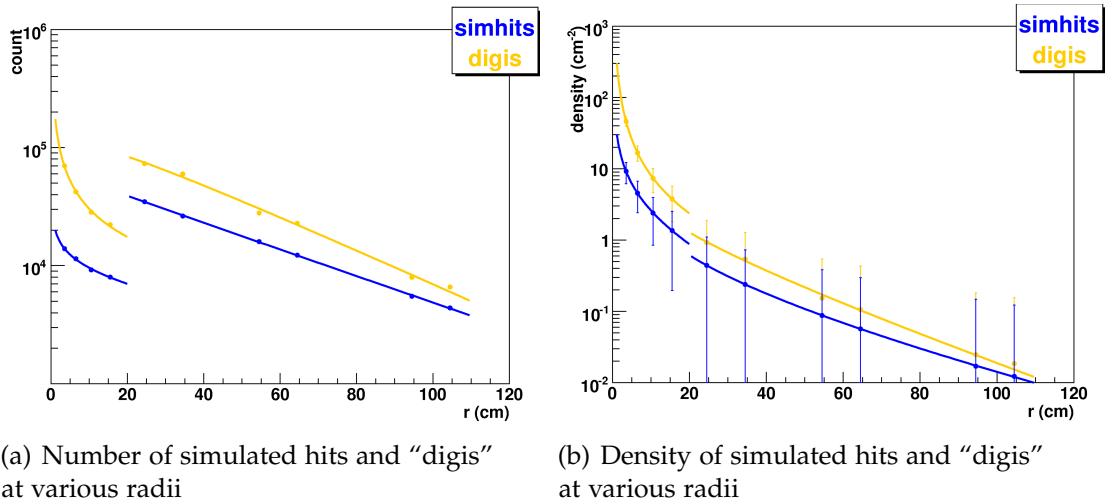 simhits
digis
count
10^6
10^5
10^4
0 20 40 60 80 100 120
r (cm)
simhits
digis
density (cm^-2)
10^3
10^2
10
1
10^-1
10^-2
0 20 40 60 80 100 120
r (cm)
(a) Number of simulated hits and “digis”
at various radii
(b) Density of simulated hits and “digis”
at various radii